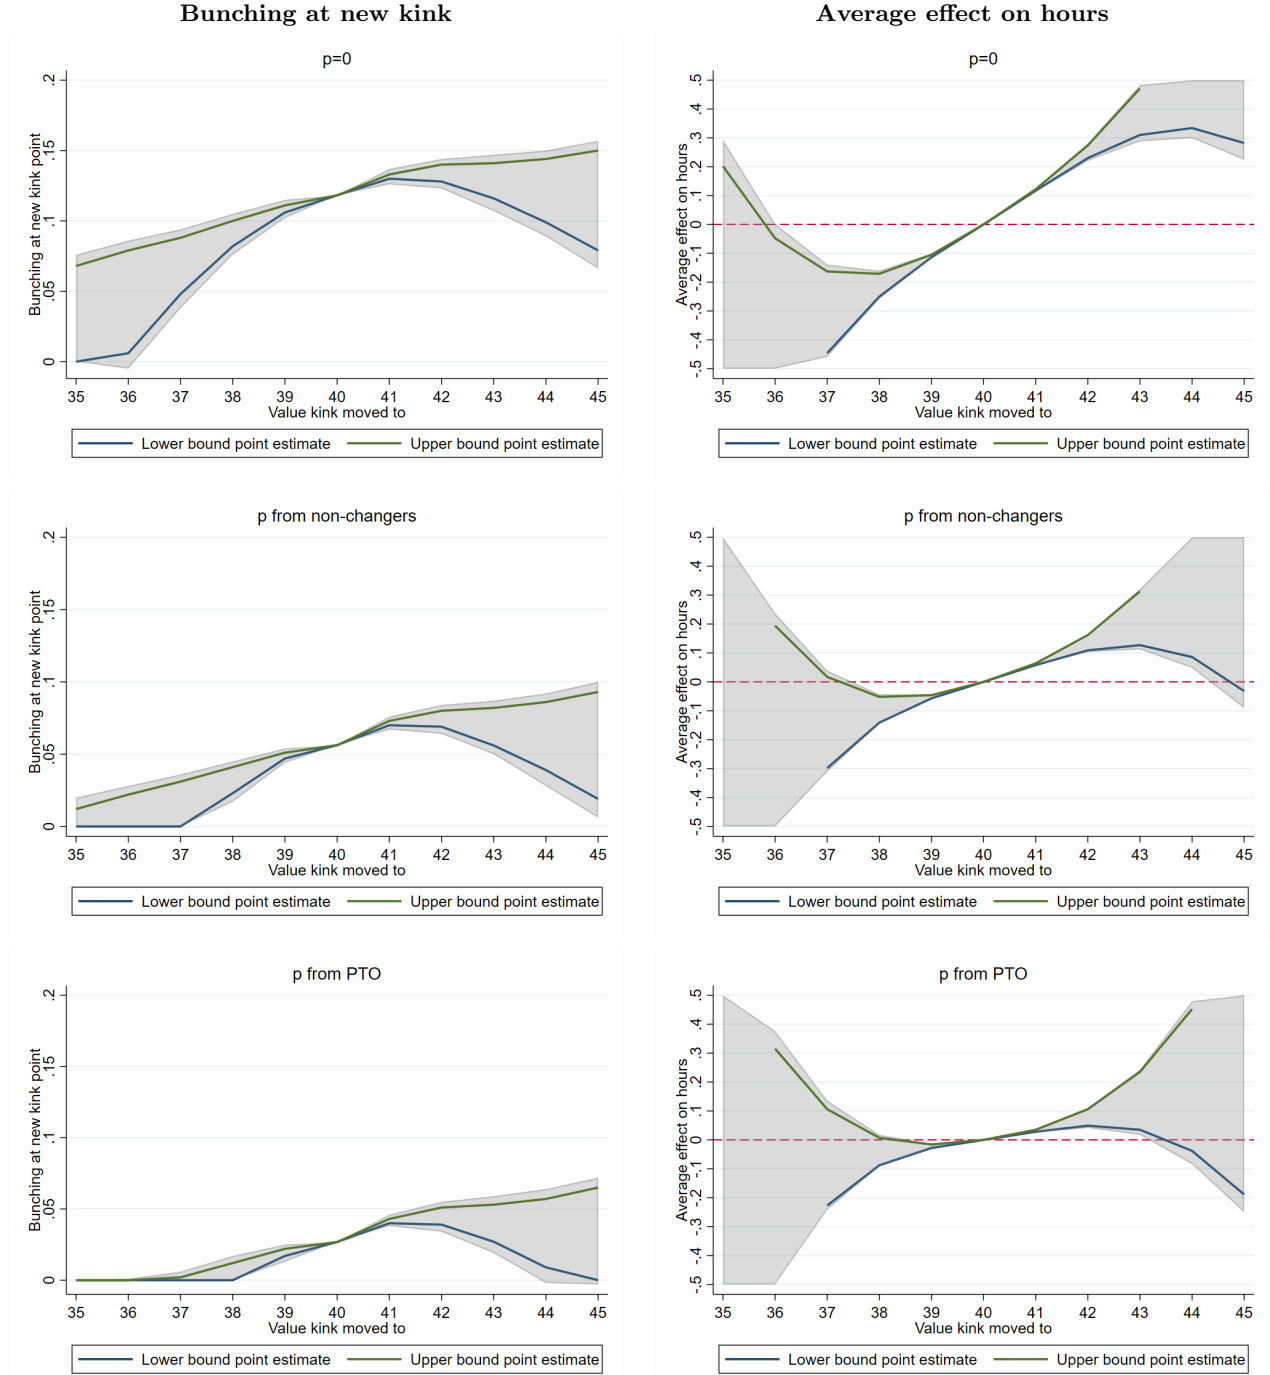 Bunching at new kink
Average effect on hours
p=0
Bunching at new kink point
0 .05 .1 .15 .2
35 36 37 38 39 40 41 42 43 44 45
Value kink moved to
Lower bound point estimate Upper bound point estimate
p=0
Average effect on hours
-.5 -.4 -.3 -.2 -.1 0 .1 .2 .3 .4 .5
35 36 37 38 39 40 41 42 43 44 45
Value kink moved to
Lower bound point estimate Upper bound point estimate
p from non-changers
Bunching at new kink point
0 .05 .1 .15 .2
35 36 37 38 39 40 41 42 43 44 45
Value kink moved to
Lower bound point estimate Upper bound point estimate
p from non-changers
Average effect on hours
-.5 -.4 -.3 -.2 -.1 0 .1 .2 .3 .4 .5
35 36 37 38 39 40 41 42 43 44 45
Value kink moved to
Lower bound point estimate Upper bound point estimate
p from PTO
Bunching at new kink point
0 .05 .1 .15 .2
35 36 37 38 39 40 41 42 43 44 45
Value kink moved to
Lower bound point estimate Upper bound point estimate
p from PTO
Average effect on hours
-.5 -.4 -.3 -.2 -.1 0 .1 .2 .3 .4 .5
35 36 37 38 39 40 41 42 43 44 45
Value kink moved to
Lower bound point estimate Upper bound point estimate